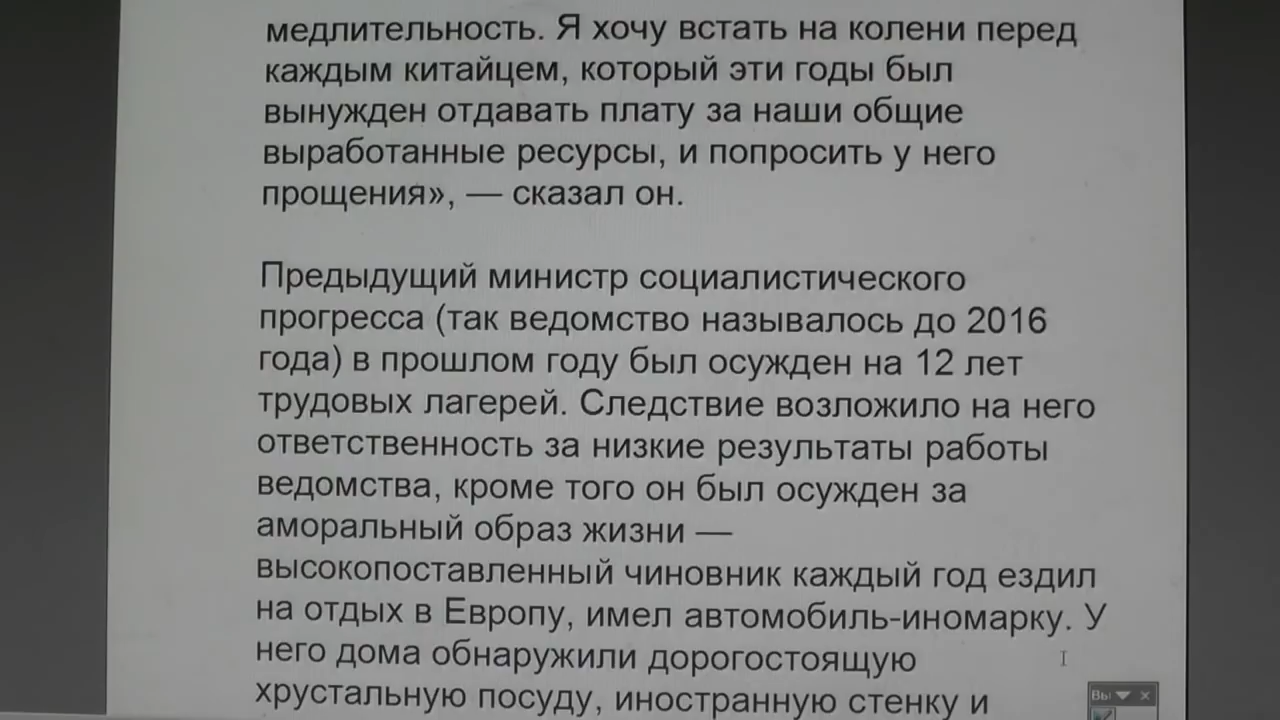 медлительность. Я хочу встать на колени перед
каждым китайцем, который эти годы был
вынужден отдавать плату за наши общие
выработанные ресурсы, и попросить у него
прощения», — сказал он.
Предыдущий министр социалистического
прогресса (так ведомство называлось до 2016
года) в прошлом году был осужден на 12 лет
трудовых лагерей. Следствие возложило на него
ответственность за низкие результаты работы
ведомства, кроме того он был осужден за
аморальный образ жизни —
высокопоставленный чиновник каждый год ездил
на отдых в Европу, имел автомобиль-иномарку. У
него дома обнаружили дорогостоящую
хрустальную посуду, иностранную стенку и
Вы